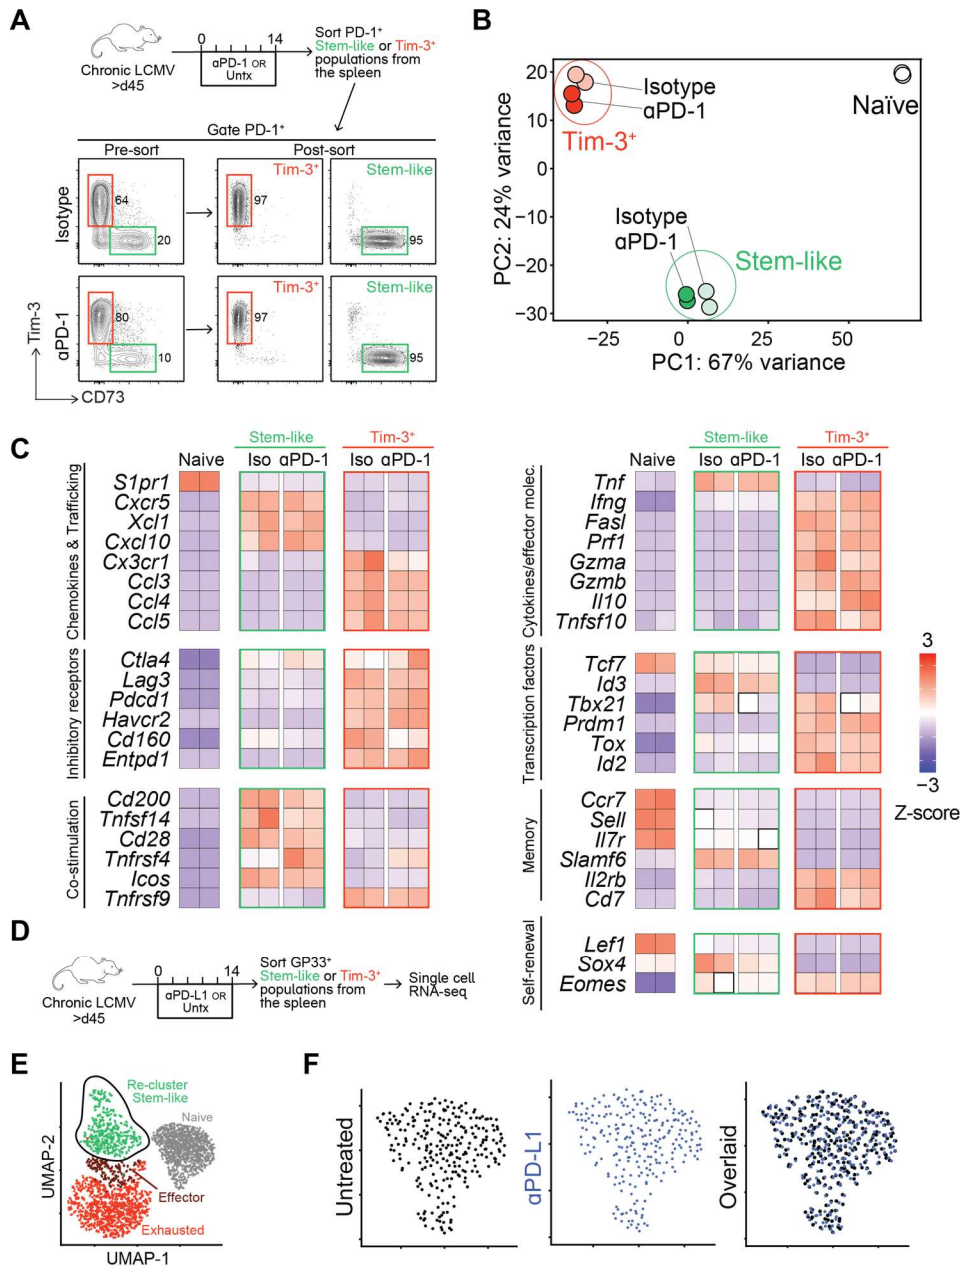 A
Chronic LCMV
>d45
0
14
αPD-1 OR
Untx
Sort PD-1⁺
Stem-like or Tim-3⁺
populations from
the spleen
Gate PD-1⁺
Pre-sort
Post-sort
Isotype
64
20
Tim-3⁺
97
Stem-like
95
αPD-1
80
10
Tim-3⁺
97
Stem-like
95
Tim-3
CD73
B
PC2: 24% variance
20
10
0
−10
−20
−30
Isotype
αPD-1
Tim-3⁺
Naïve
Isotype
αPD-1
Stem-like
−25
0
25
50
PC1: 67% variance
C
Stem-like
Tim-3⁺
Naive
Iso
αPD-1
Iso
αPD-1
Chemokines & Trafficking
S1pr1
Cxcr5
Xcl1
Cxcl10
Cx3cr1
Ccl3
Ccl4
Ccl5
Inhibitory receptors
Ctla4
Lag3
Pdcd1
Havcr2
Cd160
Entpd1
Co-stimulation
Cd200
Tnfsf14
Cd28
Tnfrsf4
Icos
Tnfrsf9
Stem-like
Tim-3⁺
Naive
Iso
αPD-1
Iso
αPD-1
Cytokines/effector molec.
Tnf
Ifng
Fasl
Prf1
Gzma
Gzmb
Il10
Tnfsf10
Transcription factors
Tcf7
Id3
Tbx21
Prdm1
Tox
Id2
Memory
Ccr7
Sell
Il7r
Slamf6
Il2rb
Cd7
Self-renewal
Lef1
Sox4
Eomes
3
−3
Z-score
D
Chronic LCMV
>d45
0
14
αPD-L1 OR
Untx
Sort GP33⁺
Stem-like or Tim-3⁺
populations from
the spleen
Single cell
RNA-seq
E
UMAP-2
Re-cluster
Stem-like
Naive
Effector
Exhausted
UMAP-1
F
Untreated
αPD-L1
Overlaid